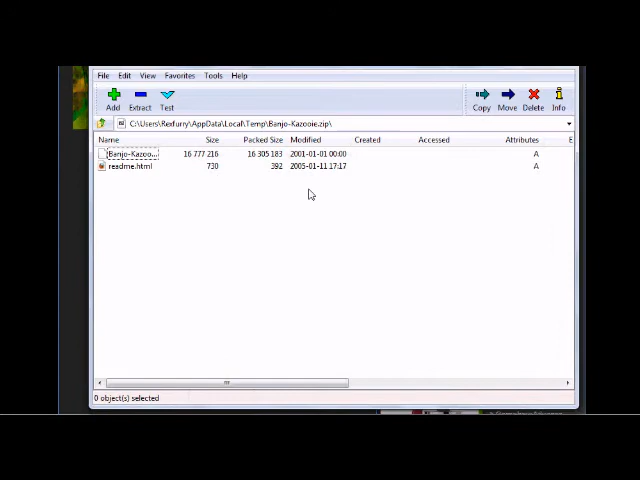 File Edit View Favorites Tools Help
Add Extract Test Copy Move Delete Info
C:\Users\Rexfurry\AppData\Local\Temp\Banjo-Kazooie.zip\
Name Size Packed Size Modified Created Accessed Attributes E
Banjo-Kazoo... 16 777 216 16 305 183 2001-01-01 00:00 A
readme.html 730 392 2005-01-11 17:17 A
0 object(s) selected